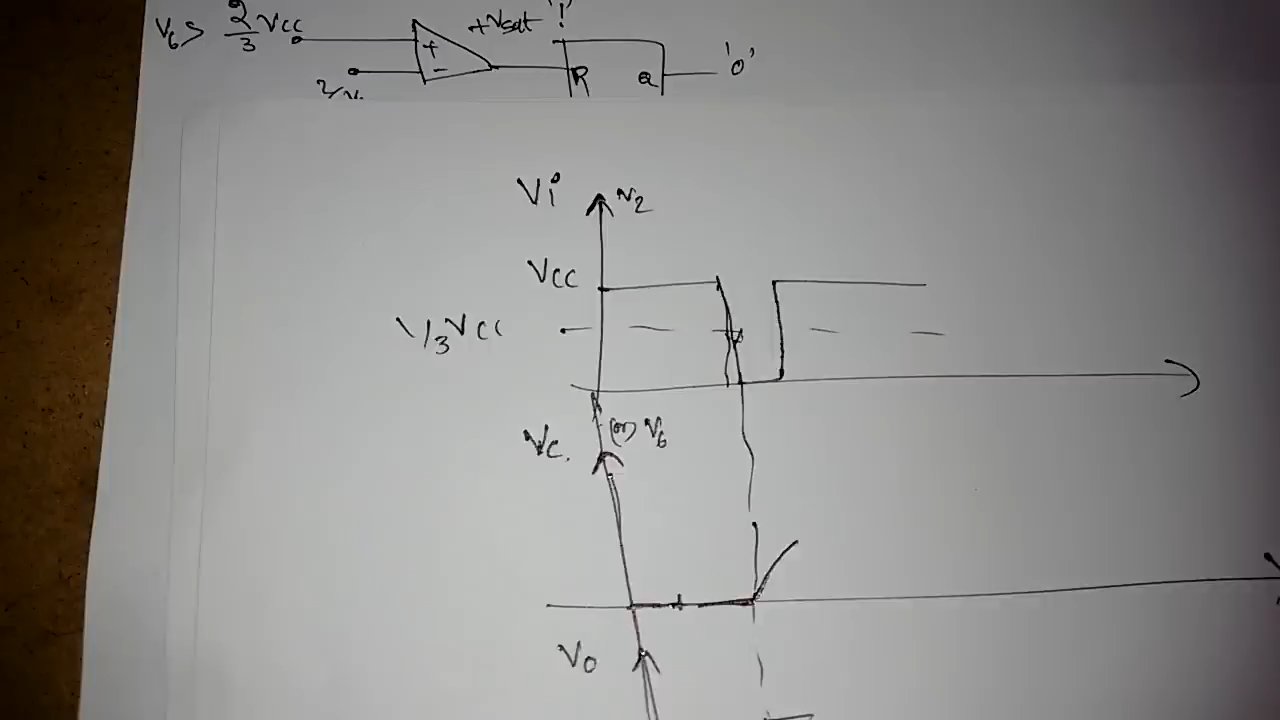 V6 > 2/3 Vcc + +Vsat '1'
- R Q '0'
Vi V2
Vcc
1/3 Vcc
Vc. (or) V6
Vo